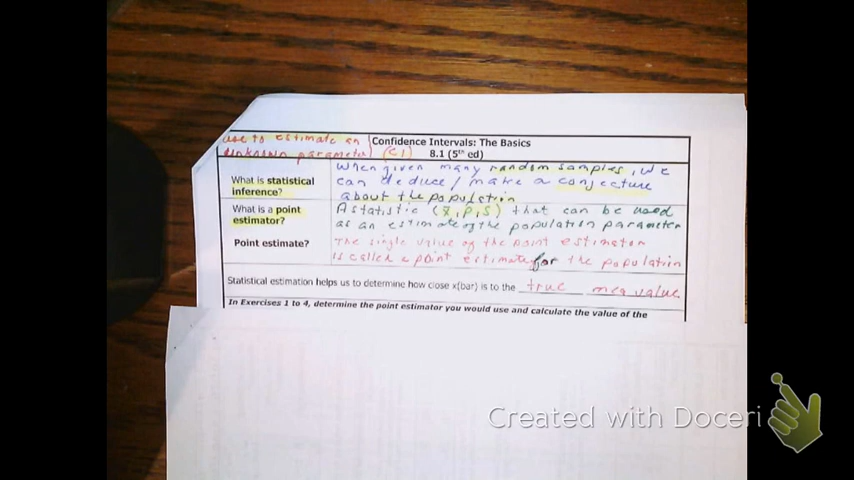 use to estimate an
unknown parameter (CI)
Confidence Intervals: The Basics
8.1 (5th ed)
What is statistical
inference?
When given many random samples, we
can deduce/make a conjecture
about the population
What is a point
estimator?
A statistic (x̄, p, s) that can be used
as an estimate of the population parameter
Point estimate?
The single value of the point estimator
is called a point estimate for the population
Statistical estimation helps us to determine how close x(bar) is to the true value.
In Exercises 1 to 4, determine the point estimator you would use and calculate the value of the
Created with Doceri